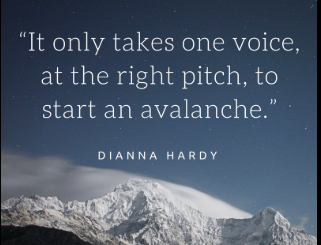 “It only takes one voice,
at the right pitch, to
start an avalanche.”
DIANNA HARDY